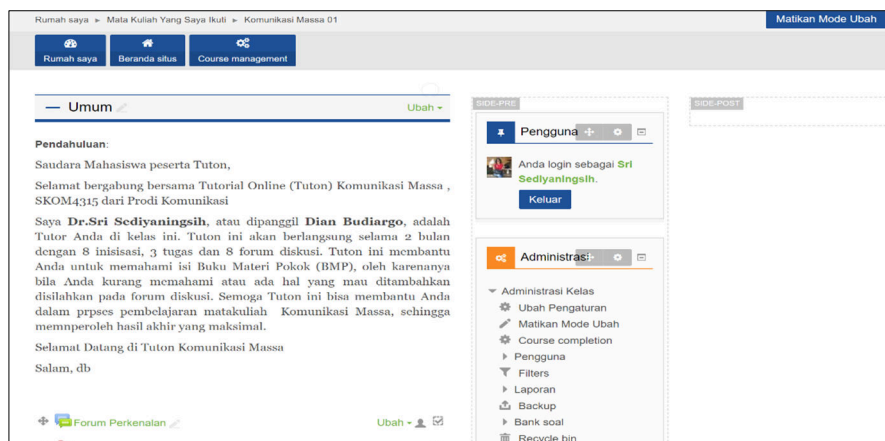 Rumah saya ► Mata Kuliah Yang Saya Ikuti ► Komunikasi Massa 01
Matikan Mode Ubah
Rumah saya
Beranda situs
Course management
Umum
Ubah
Pendahuluan:
Saudara Mahasiswa peserta Tuton,
Selamat bergabung bersama Tutorial Online (Tuton) Komunikasi Massa ,
SKOM4315 dari Prodi Komunikasi
Saya Dr.Sri Sediyaningsih, atau dipanggil Dian Budiargo, adalah
Tutor Anda di kelas ini. Tuton ini akan berlangsung selama 2 bulan
dengan 8 inisisasi, 3 tugas dan 8 forum diskusi. Tuton ini membantu
Anda untuk memahami isi Buku Materi Pokok (BMP), oleh karenanya
bila Anda kurang memahami atau ada hal yang mau ditambahkan
disilahkan pada forum diskusi. Semoga Tuton ini bisa membantu Anda
dalam prpses pembelajaran matakuliah Komunikasi Massa, sehingga
memnperoleh hasil akhir yang maksimal.
Selamat Datang di Tuton Komunikasi Massa
Salam, db
Forum Perkenalan
Ubah
SIDE-PRE
Pengguna
Anda login sebagai Sri
Sediyaningsih.
Keluar
Administrasi
Administrasi Kelas
Ubah Pengaturan
Matikan Mode Ubah
Course completion
Pengguna
Filters
Laporan
Backup
Bank soal
Recycle bin
SIDE-POST